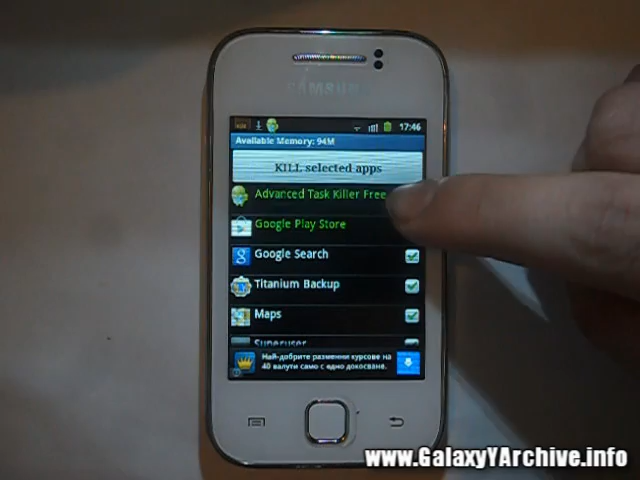 SAMSUNG
17:46
Available Memory: 94M
KILL selected apps
Advanced Task Killer Free
Google Play Store
Google Search
Titanium Backup
Maps
Superuser
Най-добрите разменни курсове на
40 валути само с едно докосване.
www.GalaxyYArchive.info